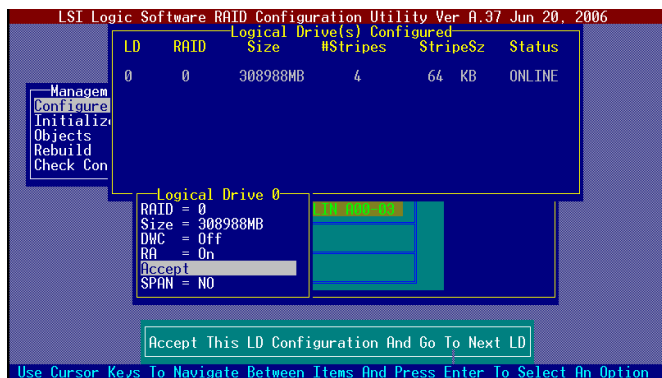 LSI Logic Software RAID Configuration Utility Ver A.37 Jun 20, 2006
Logical Drive(s) Configured
LD RAID Size #Stripes StripeSz Status
0 0 308988MB 4 64 KB ONLINE
Managem
Configure
Initializ
Objects
Rebuild
Check Con
Logical Drive 0
RAID = 0
Size = 308988MB
DWC = Off
RA = On
Accept
SPAN = NO
LIN A00-03
Accept This LD Configuration And Go To Next LD
Use Cursor Keys To Navigate Between Items And Press Enter To Select An Option